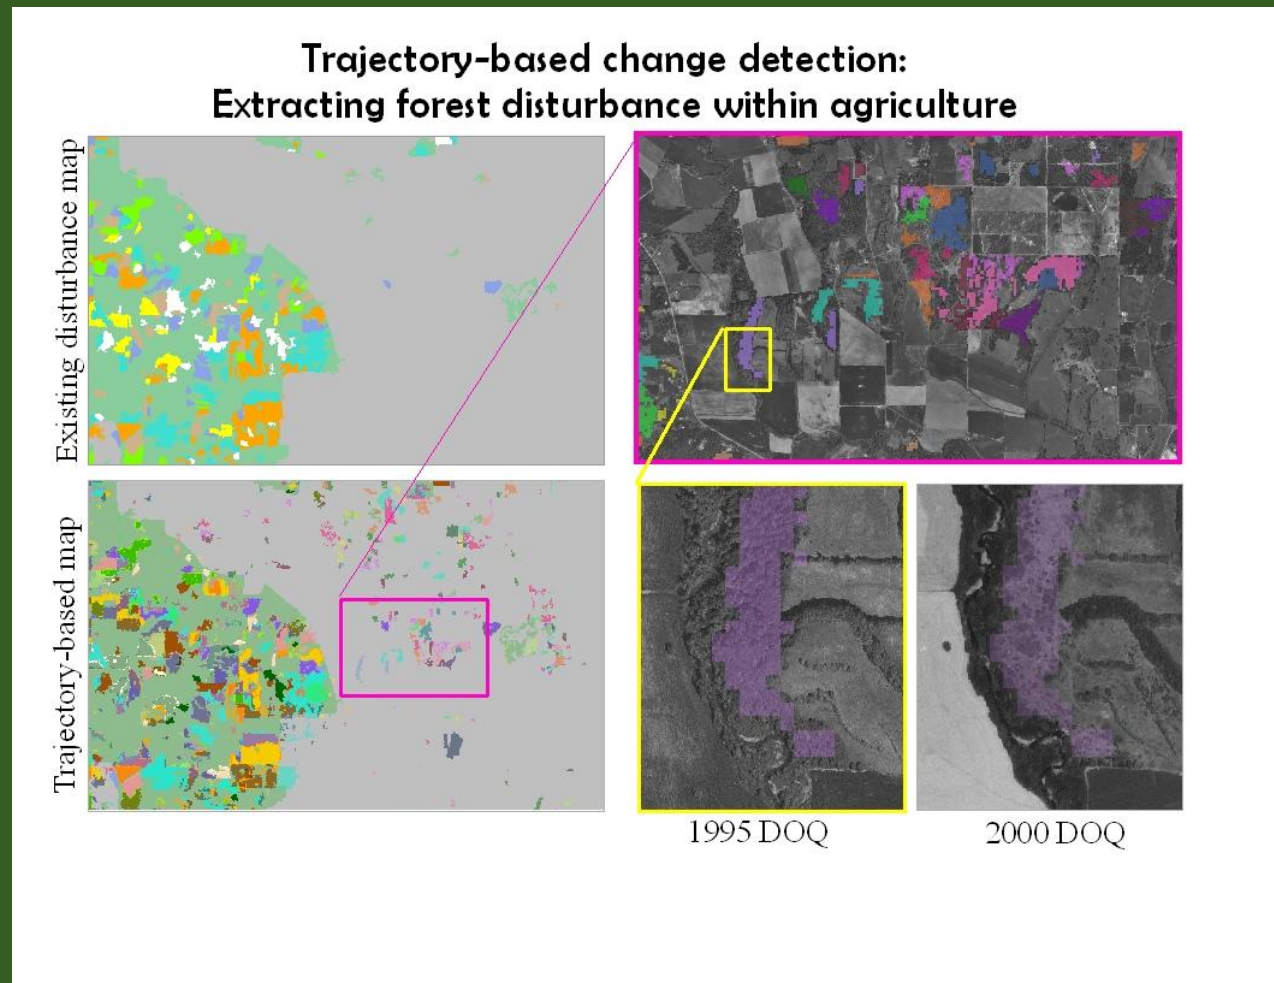 Trajectory-based change detection:
Extracting forest disturbance within agriculture
Existing disturbance map
Trajectory-based map
1995 DOQ
2000 DOQ